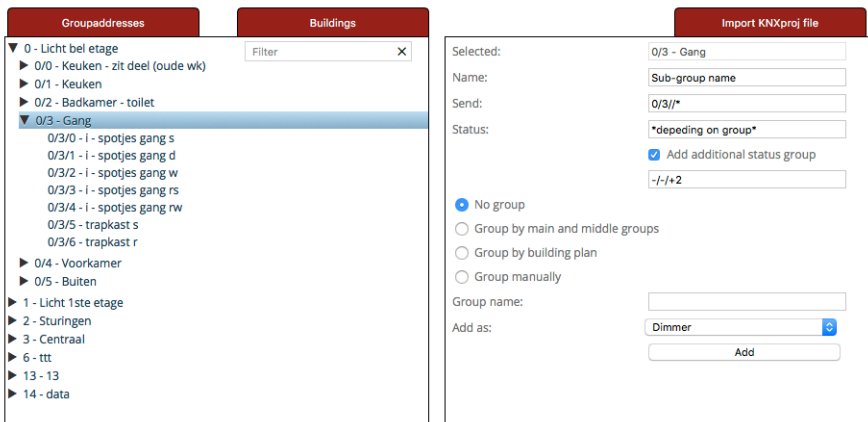 Groupaddresses
Buildings
Import KNXproj file
0 - Licht bel etage
Filter
0/0 - Keuken - zit deel (oude wk)
0/1 - Keuken
0/2 - Badkamer - toilet
0/3 - Gang
0/3/0 - i - spotjes gang s
0/3/1 - i - spotjes gang d
0/3/2 - i - spotjes gang w
0/3/3 - i - spotjes gang rs
0/3/4 - i - spotjes gang rw
0/3/5 - trapkast s
0/3/6 - trapkast r
0/4 - Voorkamer
0/5 - Buiten
1 - Licht 1ste etage
2 - Sturingen
3 - Centraal
6 - ttt
13 - 13
14 - data
Selected: 0/3 - Gang
Name: Sub-group name
Send: 0/3//*
Status: *depeding on group*
Add additional status group
-/-/+2
No group
Group by main and middle groups
Group by building plan
Group manually
Group name:
Add as: Dimmer
Add